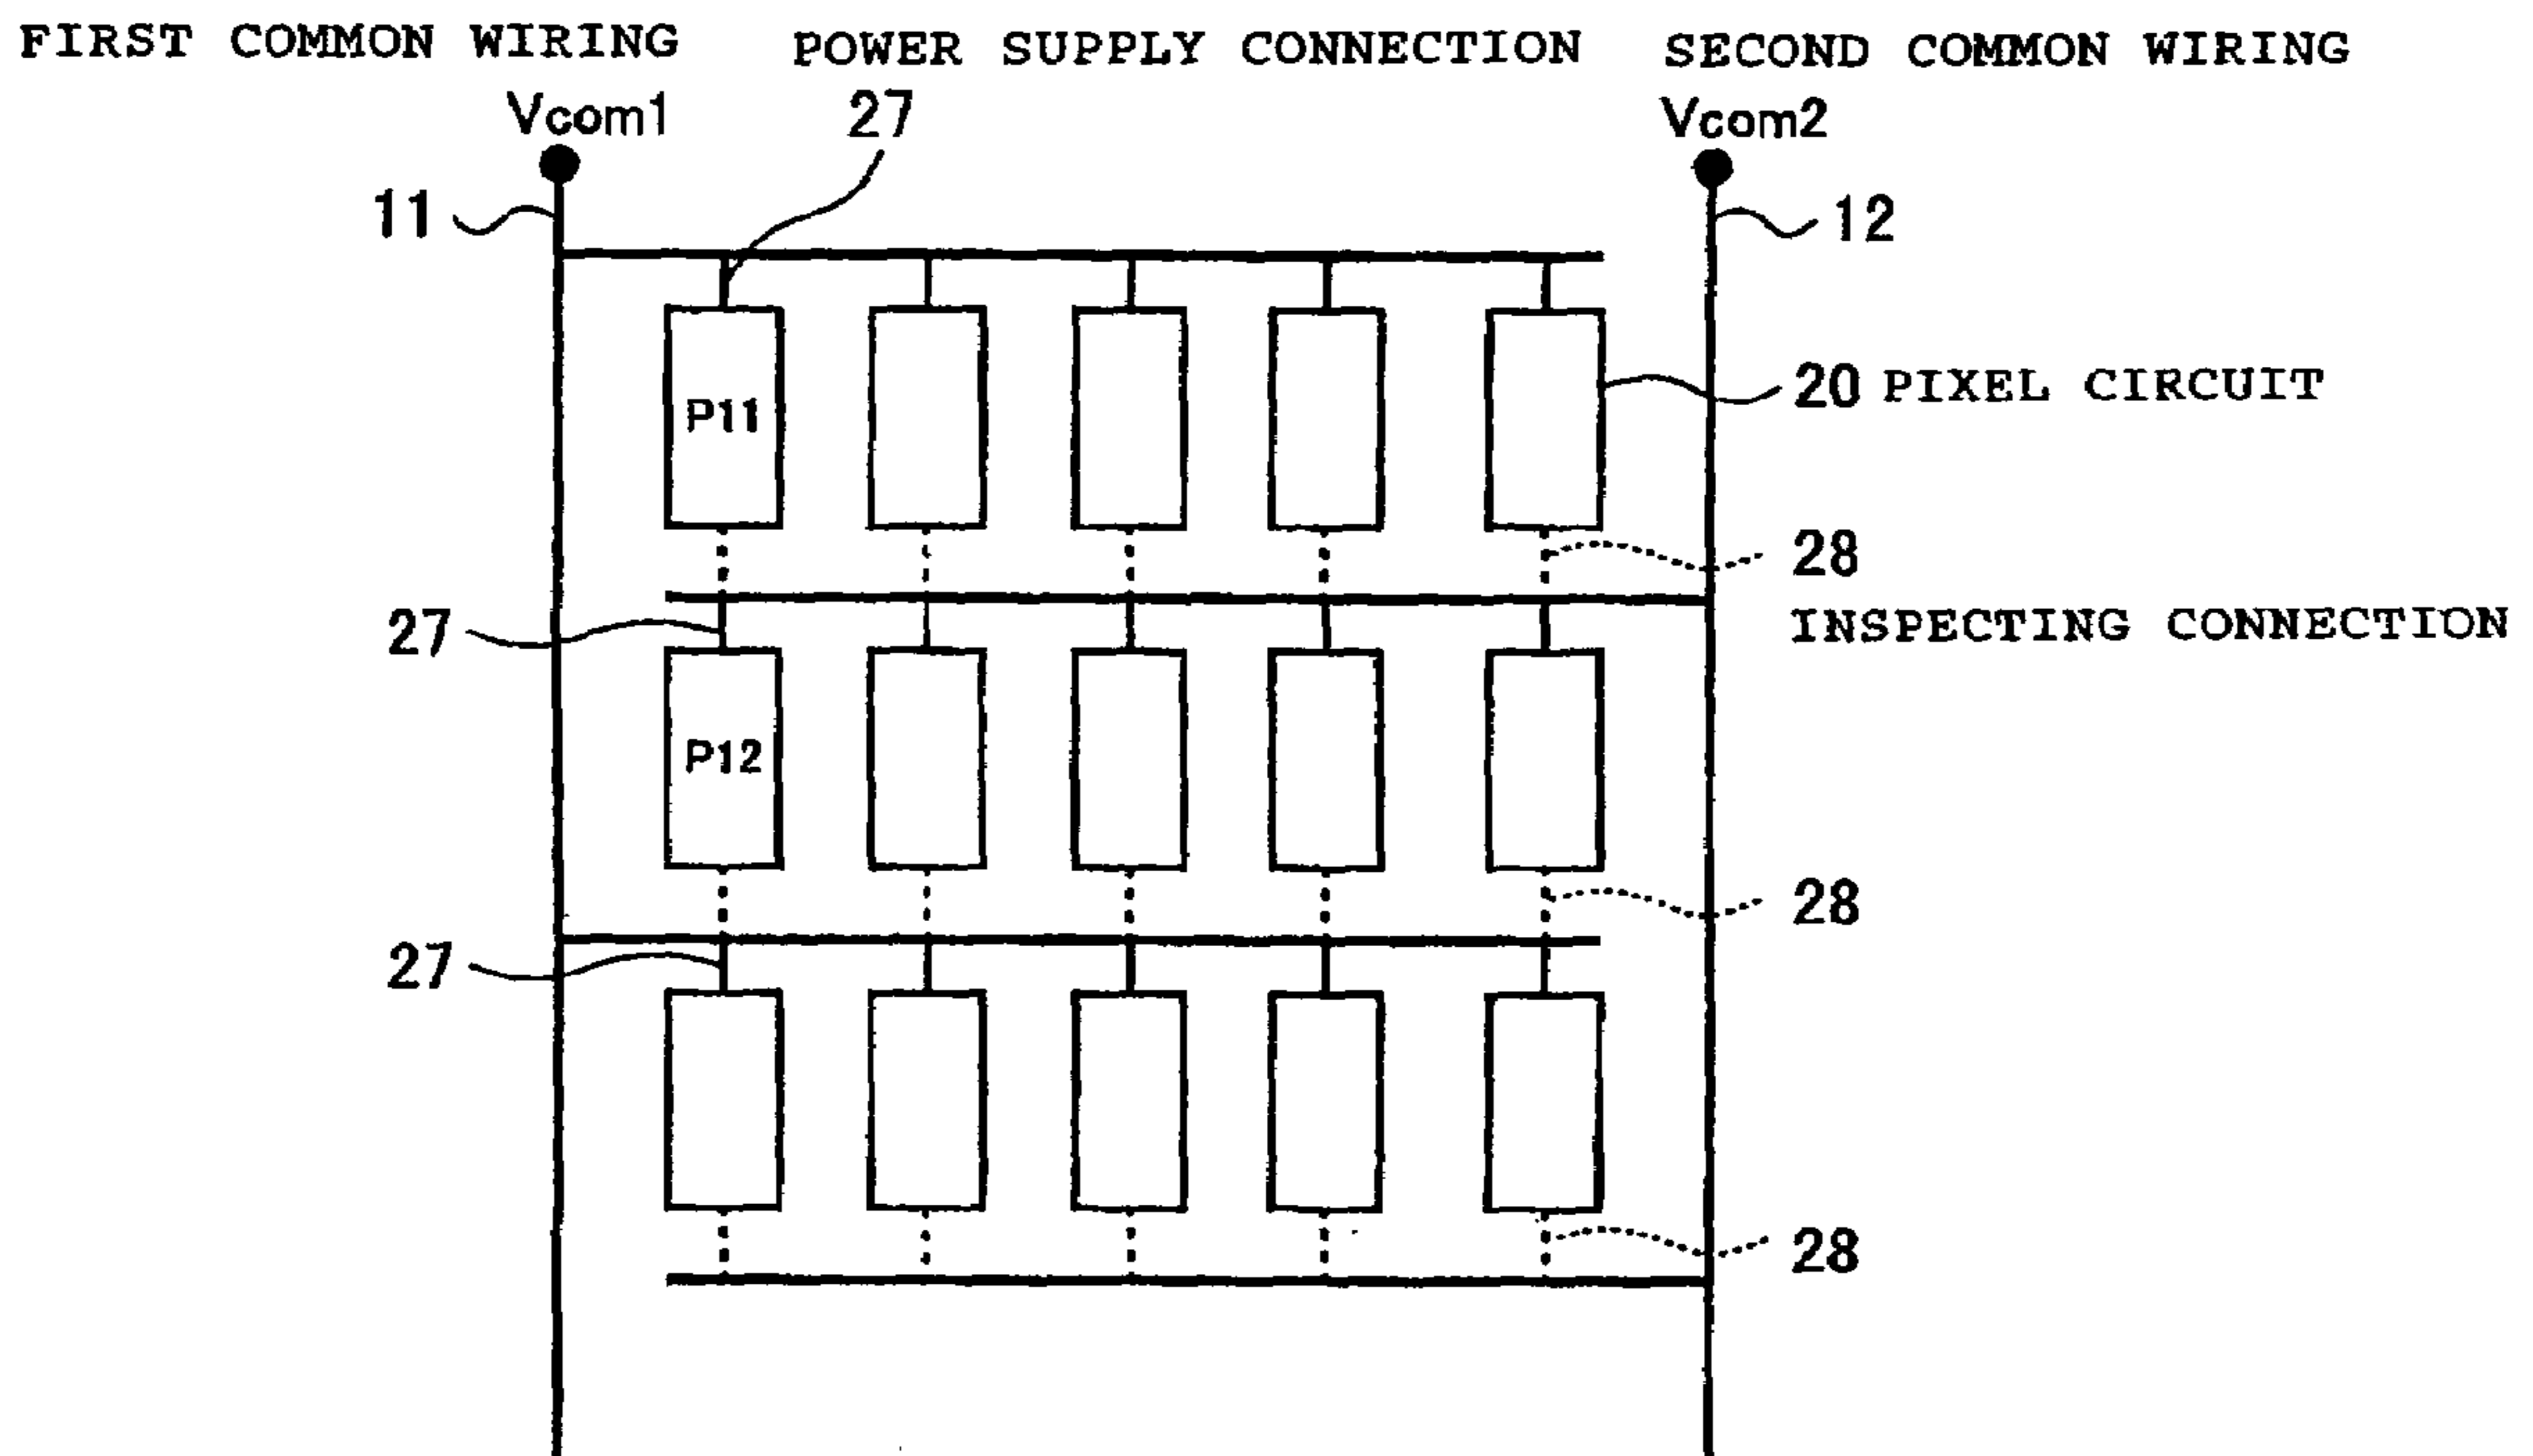 FIRST COMMON WIRING
POWER SUPPLY CONNECTION
SECOND COMMON WIRING
Vcom1
27
Vcom2
11
12
P11
20 PIXEL CIRCUIT
28
27
INSPECTING CONNECTION
P12
28
27
28